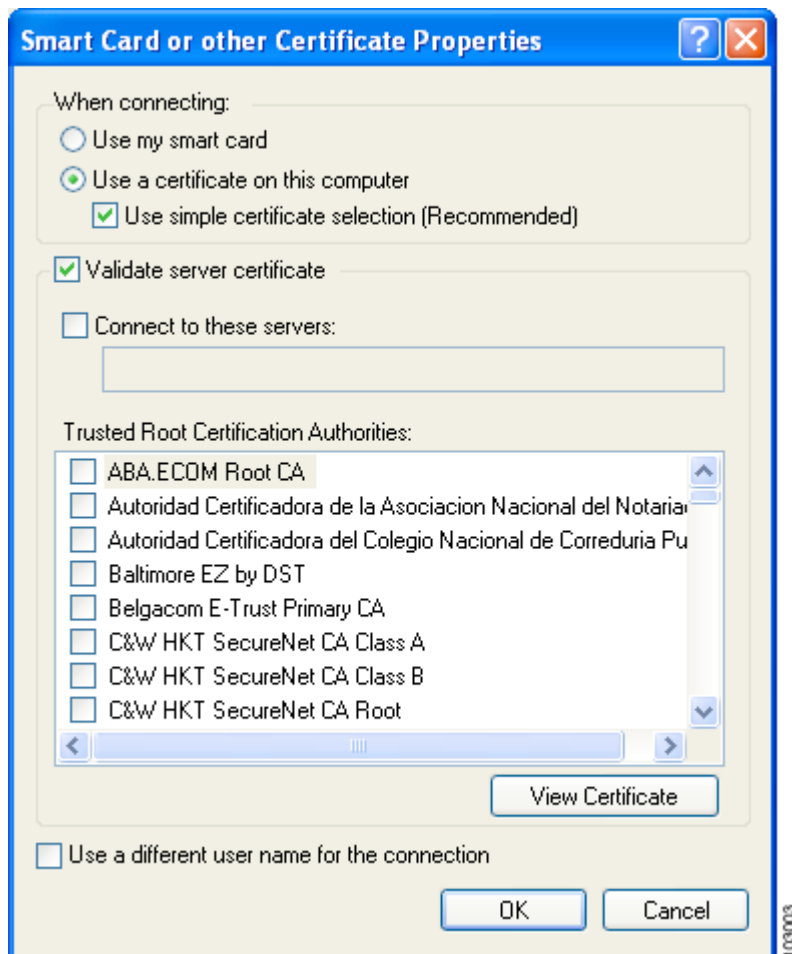 Smart Card or other Certificate Properties
When connecting:
Use my smart card
Use a certificate on this computer
Use simple certificate selection (Recommended)
Validate server certificate
Connect to these servers:
Trusted Root Certification Authorities:
ABA.ECOM Root CA
Autoridad Certificadora de la Asociacion Nacional del Notaria
Autoridad Certificadora del Colegio Nacional de Correduria Pu
Baltimore EZ by DST
Belgacom E-Trust Primary CA
C&W HKT SecureNet CA Class A
C&W HKT SecureNet CA Class B
C&W HKT SecureNet CA Root
View Certificate
Use a different user name for the connection
OK
Cancel
103003